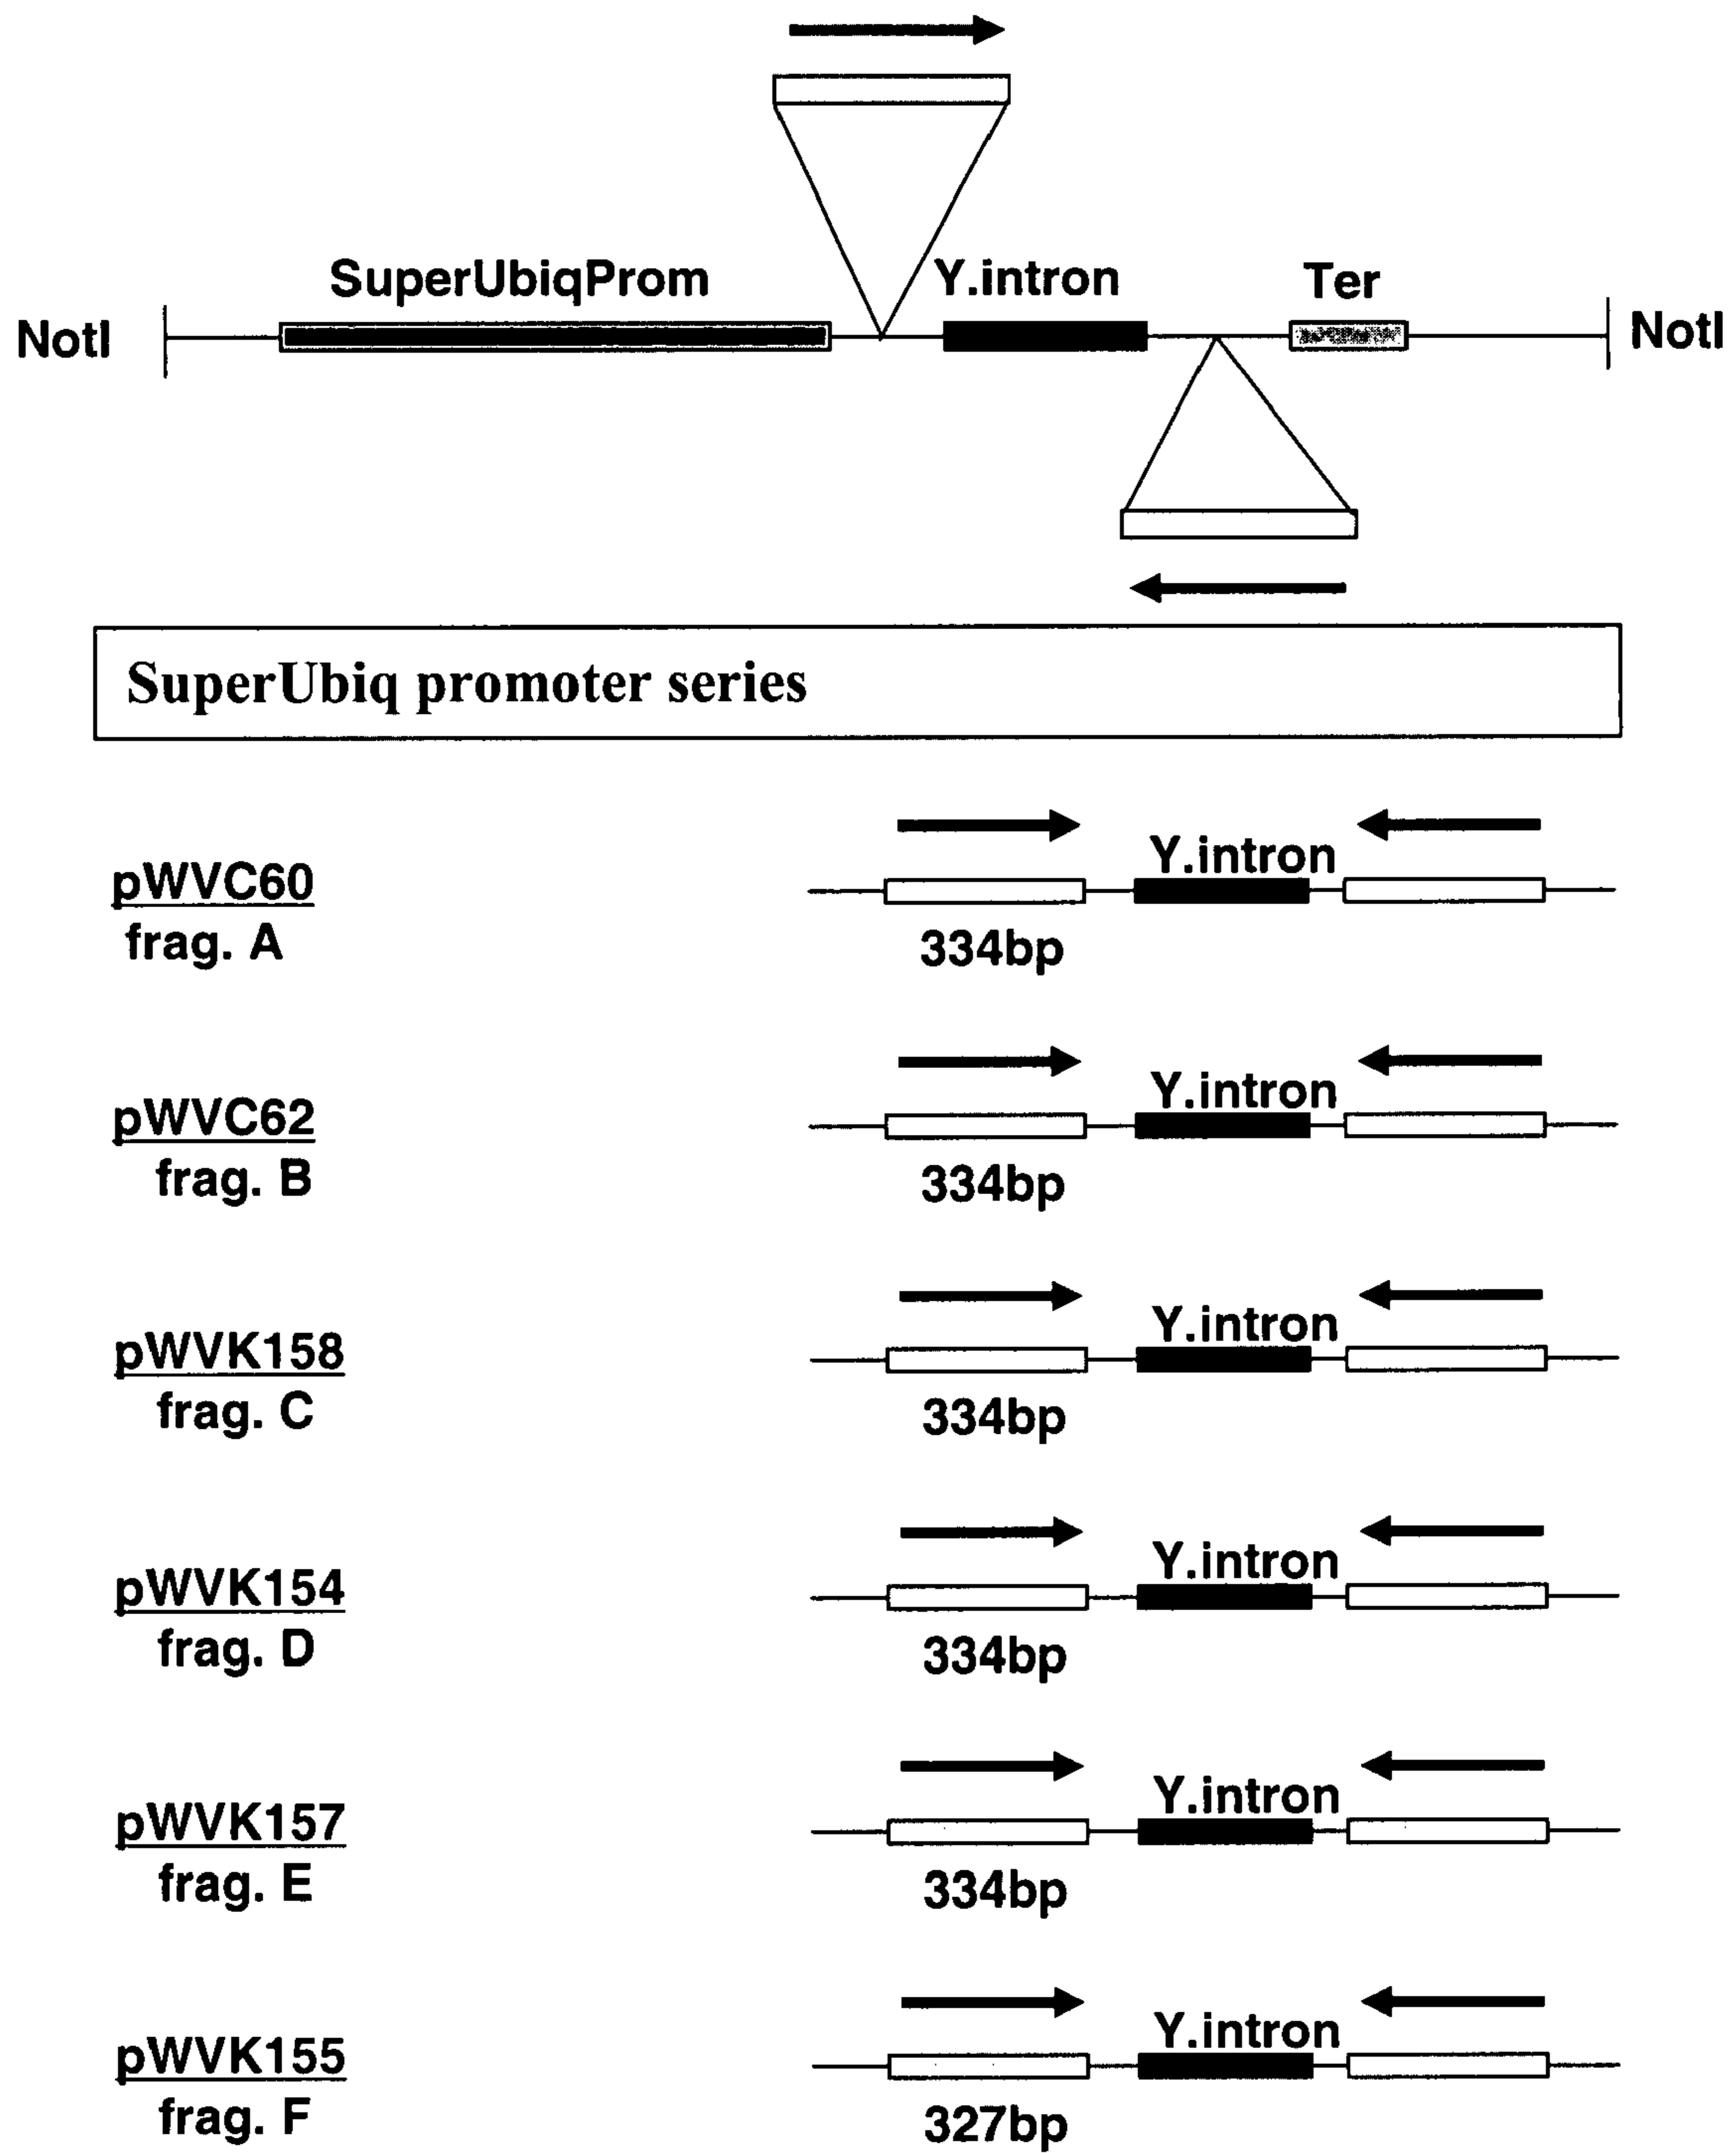 SuperUbiqProm Y.intron Ter
NotI NotI
SuperUbiq promoter series
pWVC60
frag. A
Y.intron
334bp
pWVC62
frag. B
Y.intron
334bp
pWVK158
frag. C
Y.intron
334bp
pWVK154
frag. D
Y.intron
334bp
pWVK157
frag. E
Y.intron
334bp
pWVK155
frag. F
Y.intron
327bp